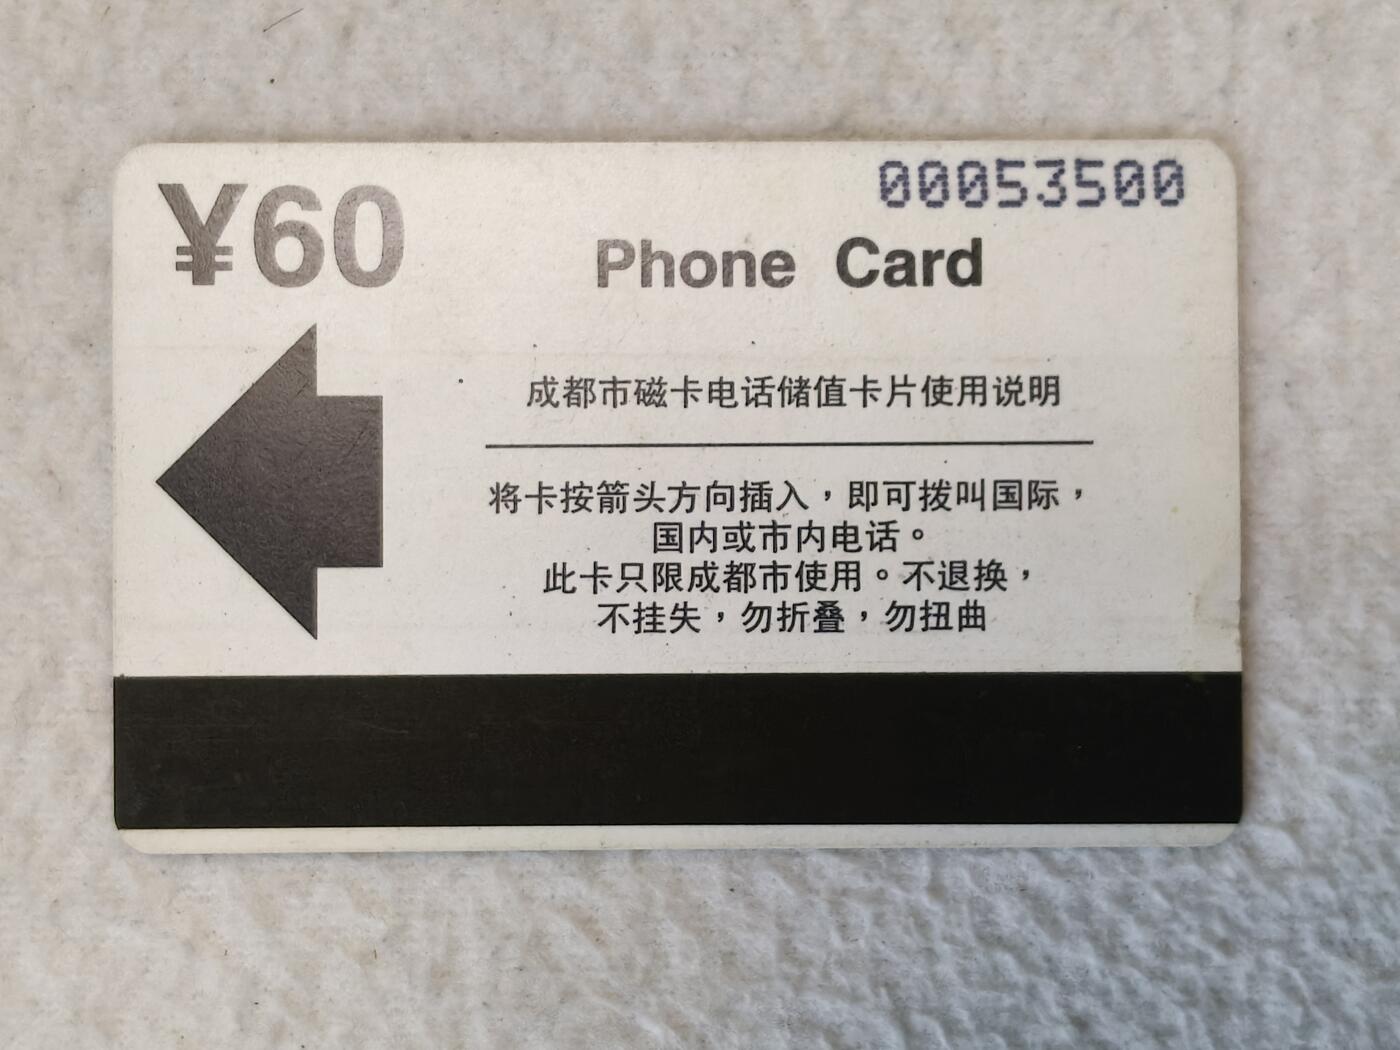 00053500
¥60
Phone Card
成都市磁卡电话储值卡片使用说明
将卡按箭头方向插入，即可拨叫国际，
国内或市内电话。
此卡只限成都市使用。不退换，
不挂失，勿折叠，勿扭曲